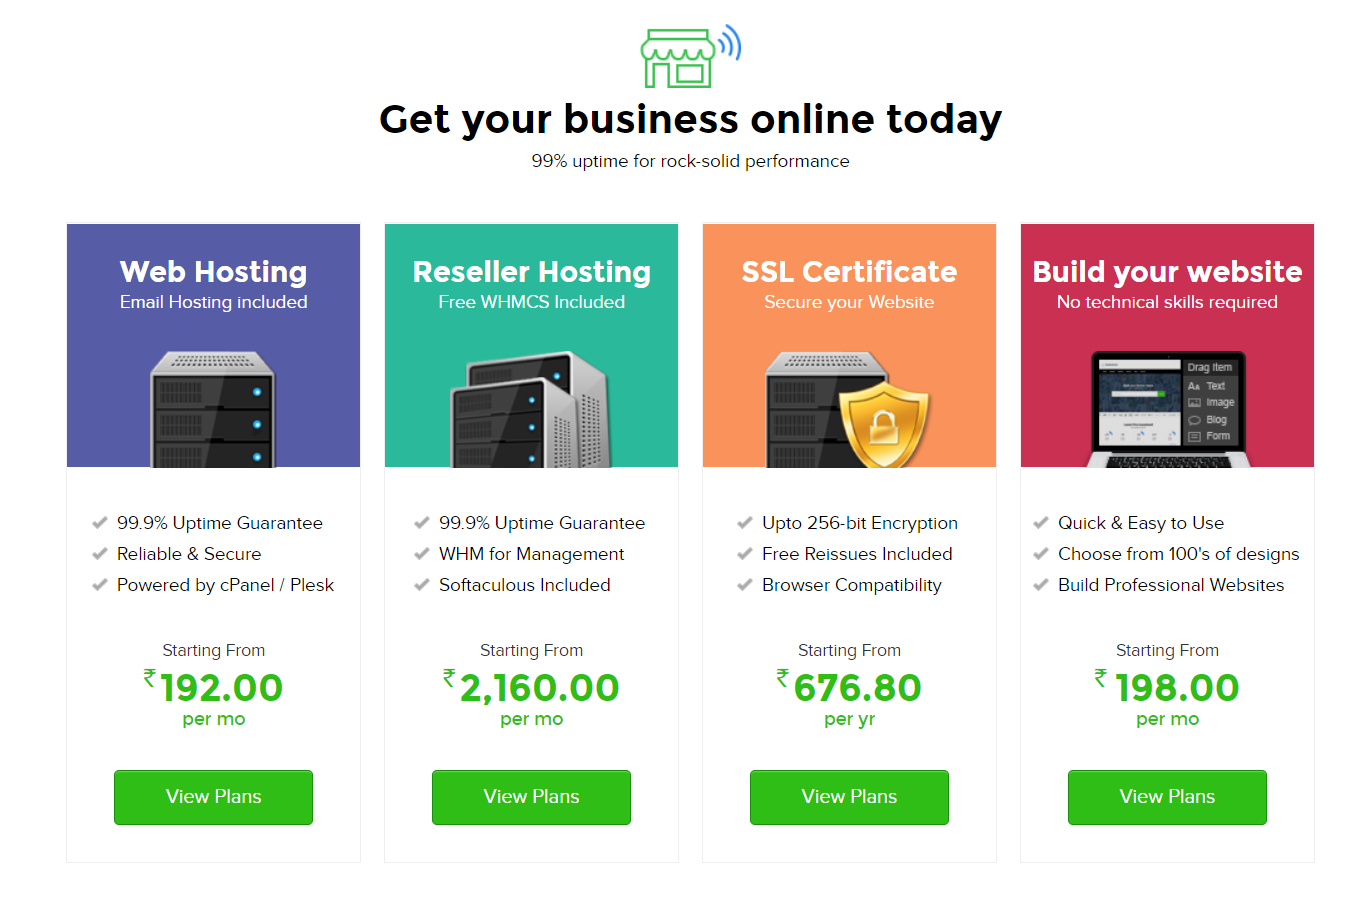 Get your business online today
99% uptime for rock-solid performance
Web Hosting
Email Hosting included
99.9% Uptime Guarantee
Reliable & Secure
Powered by cPanel / Plesk
Starting From
₹192.00
per mo
View Plans
Reseller Hosting
Free WHMCS Included
99.9% Uptime Guarantee
WHM for Management
Softaculous Included
Starting From
₹2,160.00
per mo
View Plans
SSL Certificate
Secure your Website
Upto 256-bit Encryption
Free Reissues Included
Browser Compatibility
Starting From
₹676.80
per yr
View Plans
Build your website
No technical skills required
Drag Item
Aa Text
Image
Blog
Form
Quick & Easy to Use
Choose from 100's of designs
Build Professional Websites
Starting From
₹ 198.00
per mo
View Plans